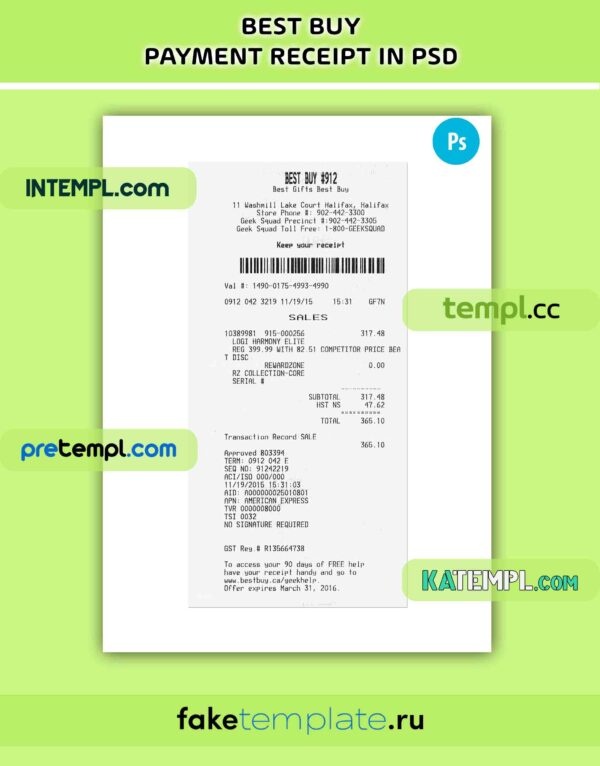 BEST BUY
PAYMENT RECEIPT IN PSD
Ps
INTEMPL.com
BEST BUY #912
Best Gifts Best Buy
11 Washmill Lake Court Halifax, Halifax
Store Phone #: 902-442-3300
Geek Squad Precinct #:902-442-3305
Geek Squad Toll Free: 1-800-GEEKSQUAD
Keep your receipt
Val #: 1490-0175-4993-4990
0912 042 3219 11/19/15 15:31 GF7N
templ.cc
SALES
10389981 915-000256 317.48
LOGI HARMONY ELITE
REG 399.99 WITH 82.51 COMPETITOR PRICE BEA
T DISC
REWARDZONE 0.00
RZ COLLECTION-CORE
SERIAL #
SUBTOTAL 317.48
HST NS 47.62
TOTAL 365.10
pretempl.com
Transaction Record SALE
365.10
Approved 803394
TERM: 0912 042 E
SEQ NO: 91242219
ACI/ISO 000/000
11/19/2015 15:31:03
AID: A000000025010801
APN: AMERICAN EXPRESS
TVR 0000008000
TSI 0032
NO SIGNATURE REQUIRED
GST Reg # R135664738
To access your 90 days of FREE help
have your receipt handy and go to
www.bestbuy.ca/geekhelp.
Offer expires March 31, 2016.
KATEMPL.COM
faketemplate.ru